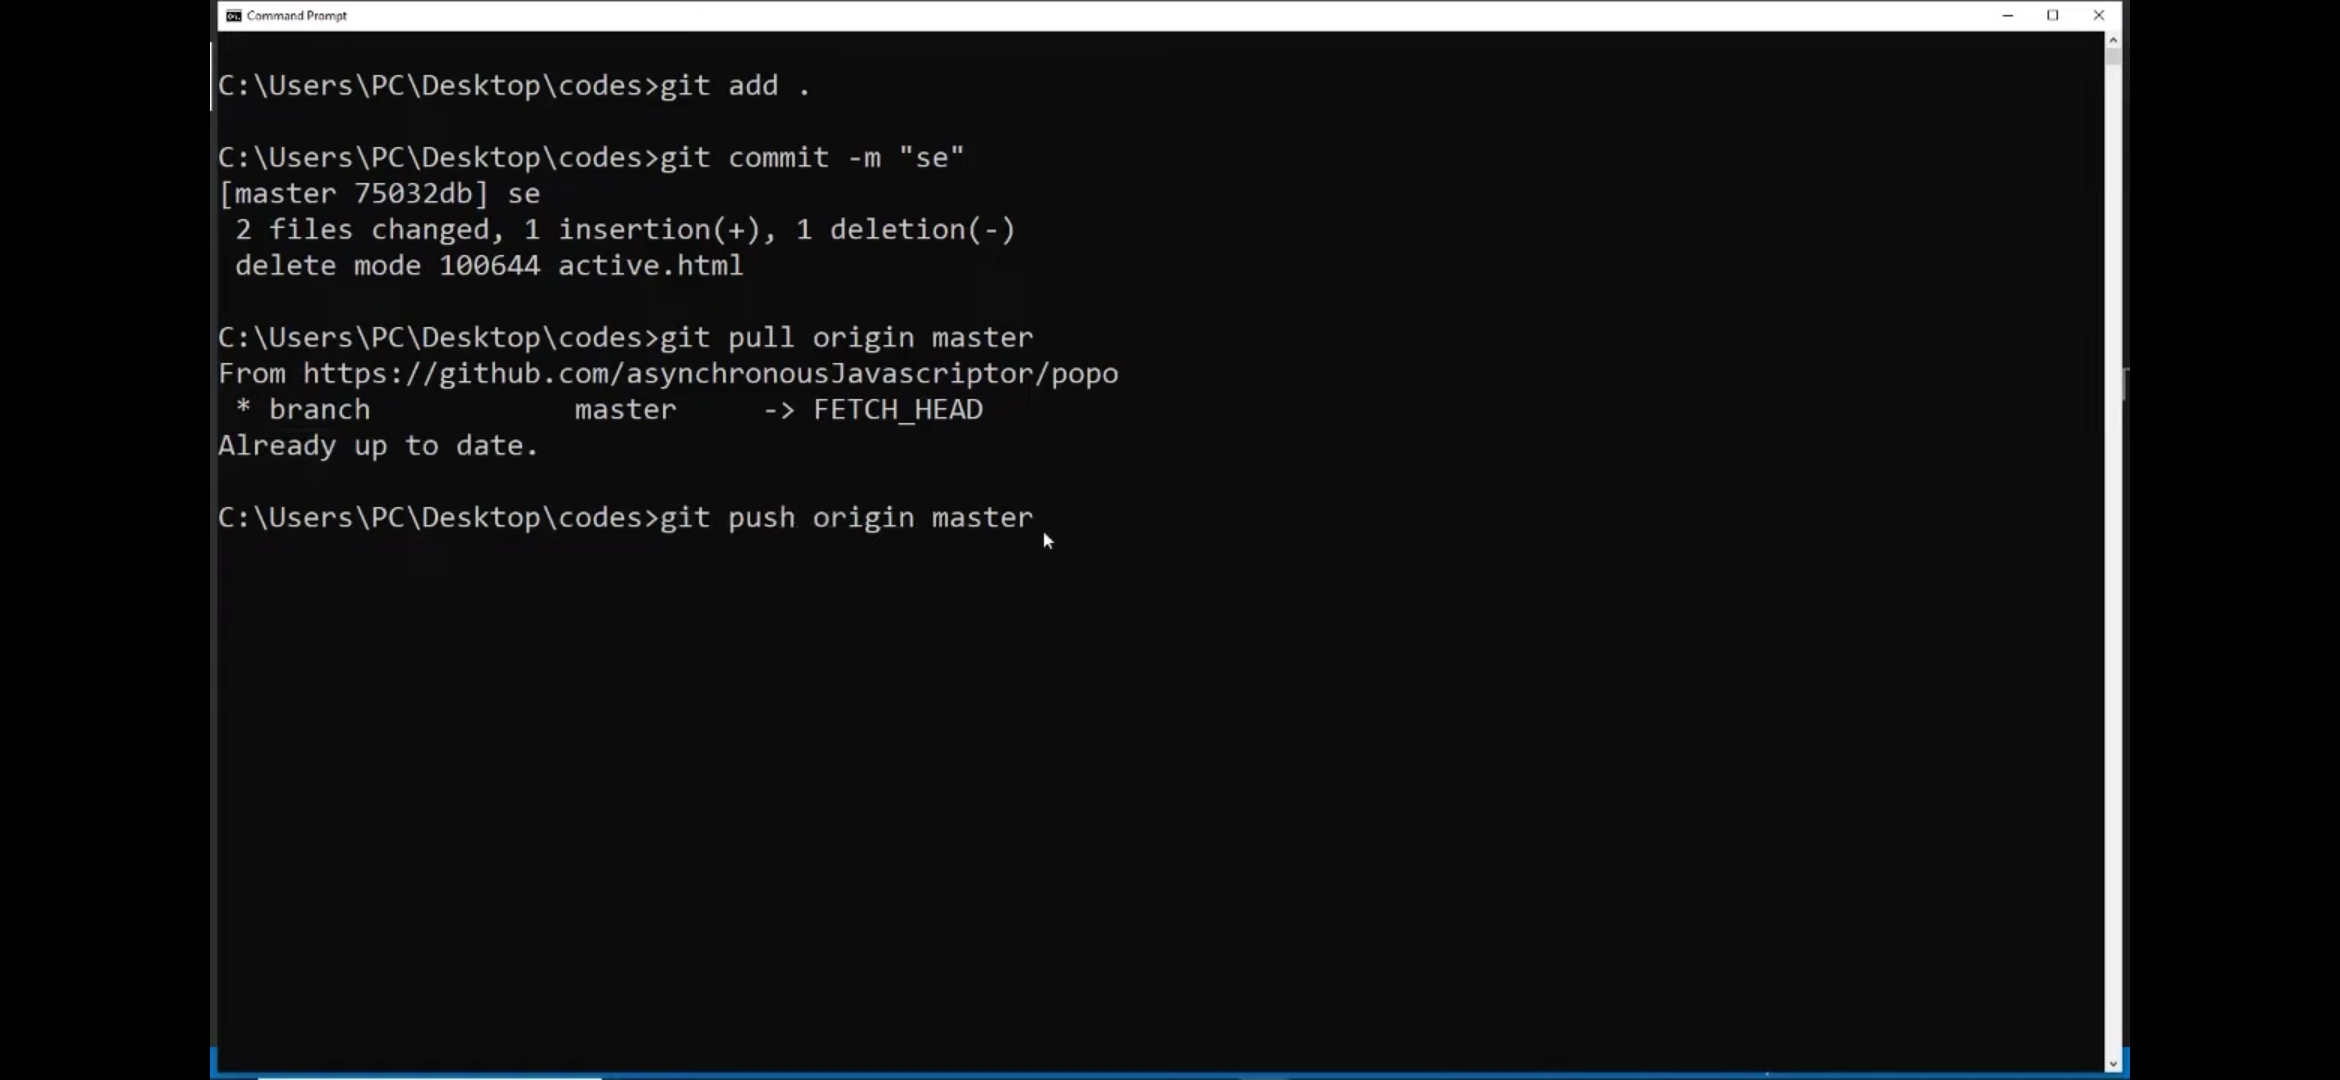 Command Prompt
C:\Users\PC\Desktop\codes>git add .
C:\Users\PC\Desktop\codes>git commit -m "se"
[master 75032db] se
 2 files changed, 1 insertion(+), 1 deletion(-)
 delete mode 100644 active.html
C:\Users\PC\Desktop\codes>git pull origin master
From https://github.com/asynchronousJavascriptor/popo
 * branch            master     -> FETCH_HEAD
Already up to date.
C:\Users\PC\Desktop\codes>git push origin master